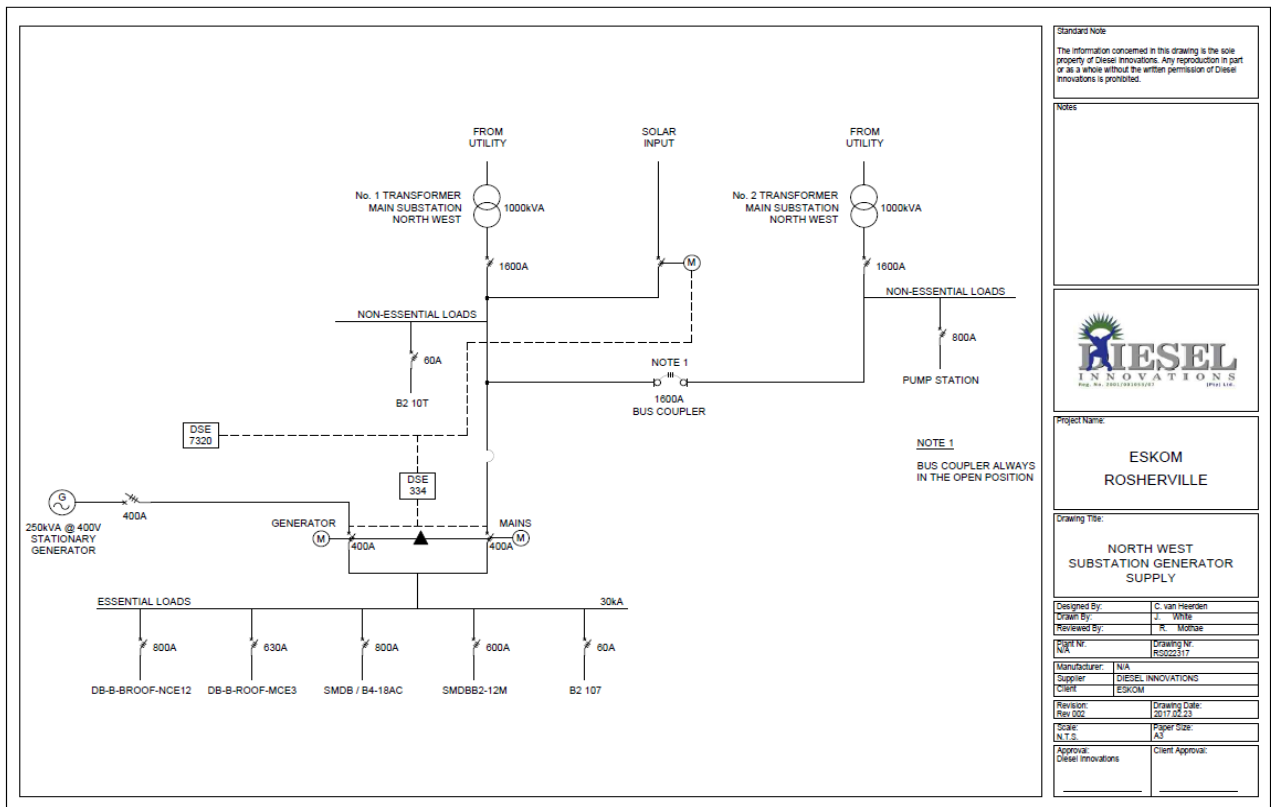 FROM
UTILITY
SOLAR
INPUT
FROM
UTILITY
No. 1 TRANSFORMER
MAIN SUBSTATION
NORTH WEST
1000kVA
No. 2 TRANSFORMER
MAIN SUBSTATION
NORTH WEST
1000kVA
1600A
M
1600A
NON-ESSENTIAL LOADS
NON-ESSENTIAL LOADS
60A
800A
B2 10T
NOTE 1
1600A
BUS COUPLER
PUMP STATION
DSE
7320
NOTE 1
BUS COUPLER ALWAYS
IN THE OPEN POSITION
DSE
334
G
400A
250kVA @ 400V
STATIONARY
GENERATOR
GENERATOR
M
400A
MAINS
400A
M
ESSENTIAL LOADS
30kA
800A
630A
800A
600A
60A
DB-B-BROOF-NCE12
DB-B-ROOF-MCE3
SMDB / B4-18AC
SMDBB2-12M
B2 107
Standard Note
The information concerned in this drawing is the sole
property of Diesel Innovations. Any reproduction in part
or as a whole without the written permission of Diesel
Innovations is prohibited.
Notes
DIESEL
INNOVATIONS
(Pty) Ltd.
Project Name:
ESKOM
ROSHERVILLE
Drawing Title:
NORTH WEST
SUBSTATION GENERATOR
SUPPLY
Designed By: C. van Heerden
Drawn By: J. White
Reviewed By: R. Mothae
Plant Nr. Drawing Nr.
N/A RS022317
Manufacturer: N/A
Supplier DIESEL INNOVATIONS
Client ESKOM
Revision: Drawing Date:
Rev 002 2017.02.23
Scale: Paper Size:
N.T.S. A3
Approval: Client Approval:
Diesel Innovations